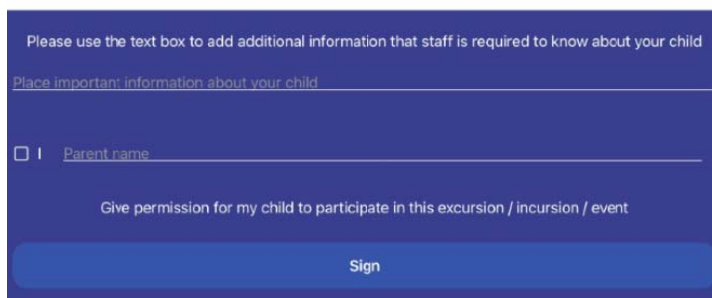 Please use the text box to add additional information that staff is required to know about your child
Place important information about your child
I Parent name
Give permission for my child to participate in this excursion / incursion / event
Sign